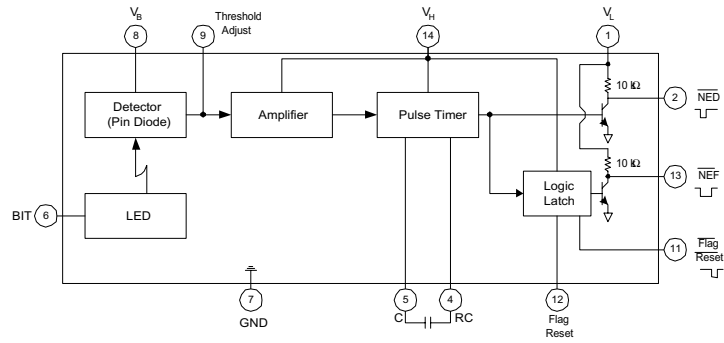 V_B
Threshold
Adjust
V_H
V_L
8
9
14
1
10 kΩ
2
NED
Detector
(Pin Diode)
Amplifier
Pulse Timer
10 kΩ
13
NEF
Logic
Latch
BIT
6
LED
11
Flag
Reset
7
GND
5
C
4
RC
12
Flag
Reset